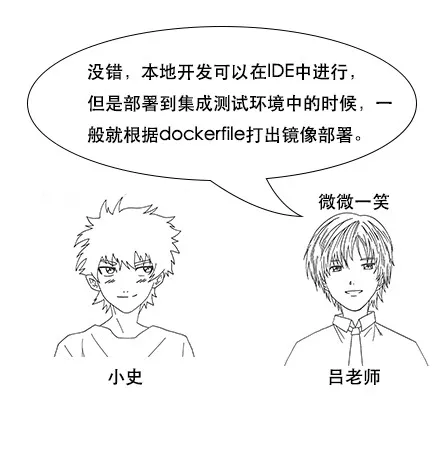 没错，本地开发可以在IDE中进行，
但是部署到集成测试环境中的时候，一
般就根据dockerfile打出镜像部署。
微微一笑
小史
吕老师